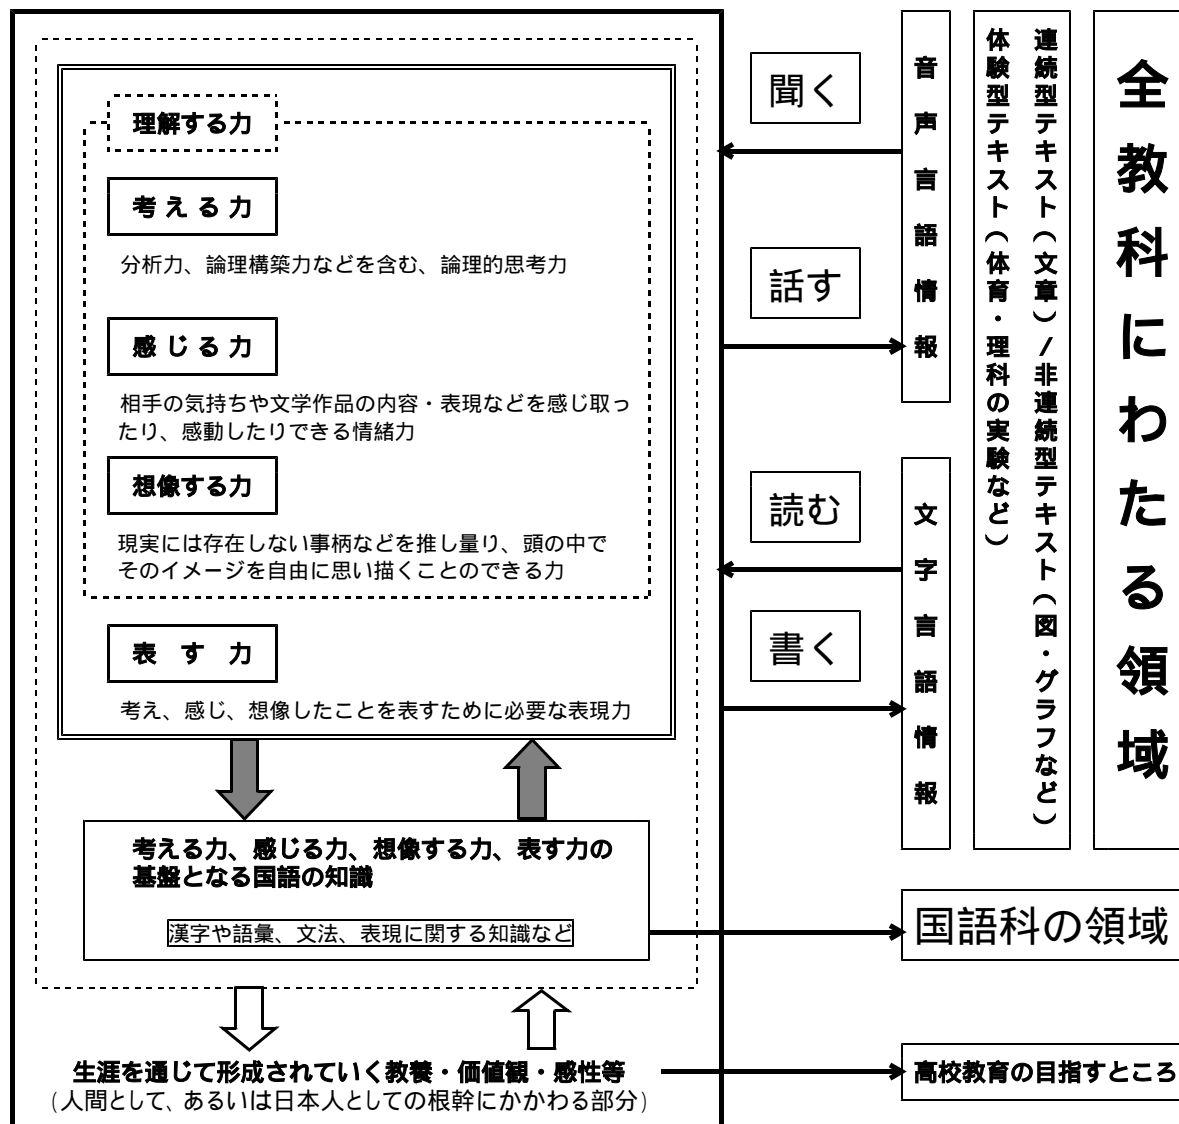 理解する力
考える力
分析力、論理構築力などを含む、論理的思考力
感じる力
相手の気持ちや文学作品の内容・表現などを感じ取っ
たり、感動したりできる情緒力
想像する力
現実には存在しない事柄などを推し量り、頭の中で
そのイメージを自由に思い描くことのできる力
表す力
考え、感じ、想像したことを表すために必要な表現力
考える力、感じる力、想像する力、表す力の
基盤となる国語の知識
漢字や語彙、文法、表現に関する知識など
生涯を通じて形成されていく教養・価値観・感性等
(人間として、あるいは日本人としての根幹にかかわる部分)
聞く
話す
読む
書く
音声言語情報
文字言語情報
連続型テキスト(文章)/非連続型テキスト(図・グラフなど)
体験型テキスト(体育・理科の実験など)
全教科にわたる領域
国語科の領域
高校教育の目指すところ